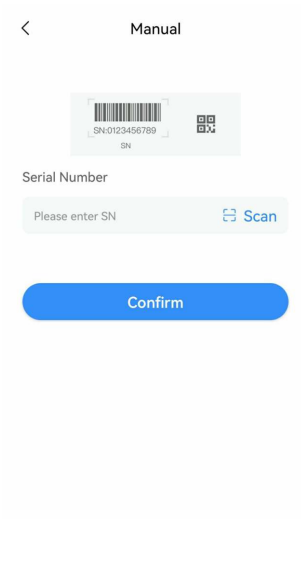 Manual
SN:0123456789
SN
Serial Number
Please enter SN
Scan
Confirm